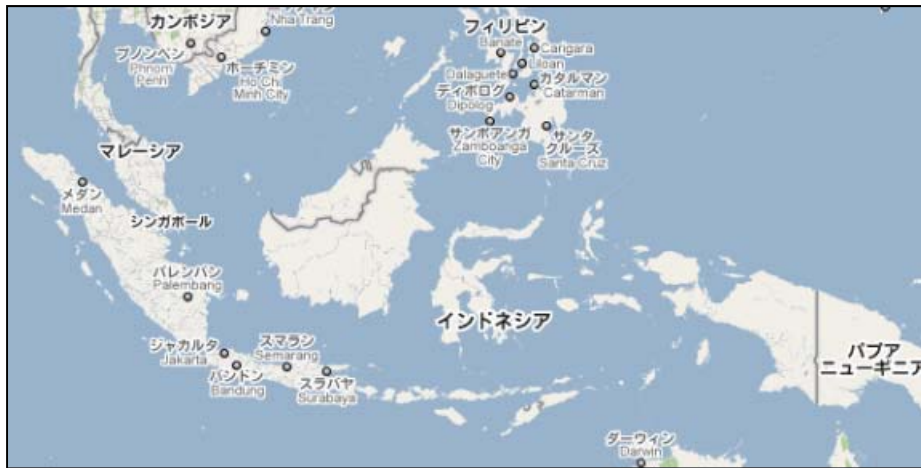 カンボジア
Nha Trang
プノンペン
Phnom
Penh
ホーチミン
Ho Chi
Minh City
フィリピン
Banate
Carigara
Liloan
Dalaguete
カタルマン
Catarman
ディポログ
Dipolog
サンボアンガ
Zamboanga
City
サンタ
クルーズ
Santa Cruz
マレーシア
メダン
Medan
シンガポール
パレンバン
Palembang
インドネシア
ジャカルタ
Jakarta
スマラン
Semarang
バンドン
Bandung
スラバヤ
Surabaya
パプア
ニューギニア
ダーウィン
Darwin